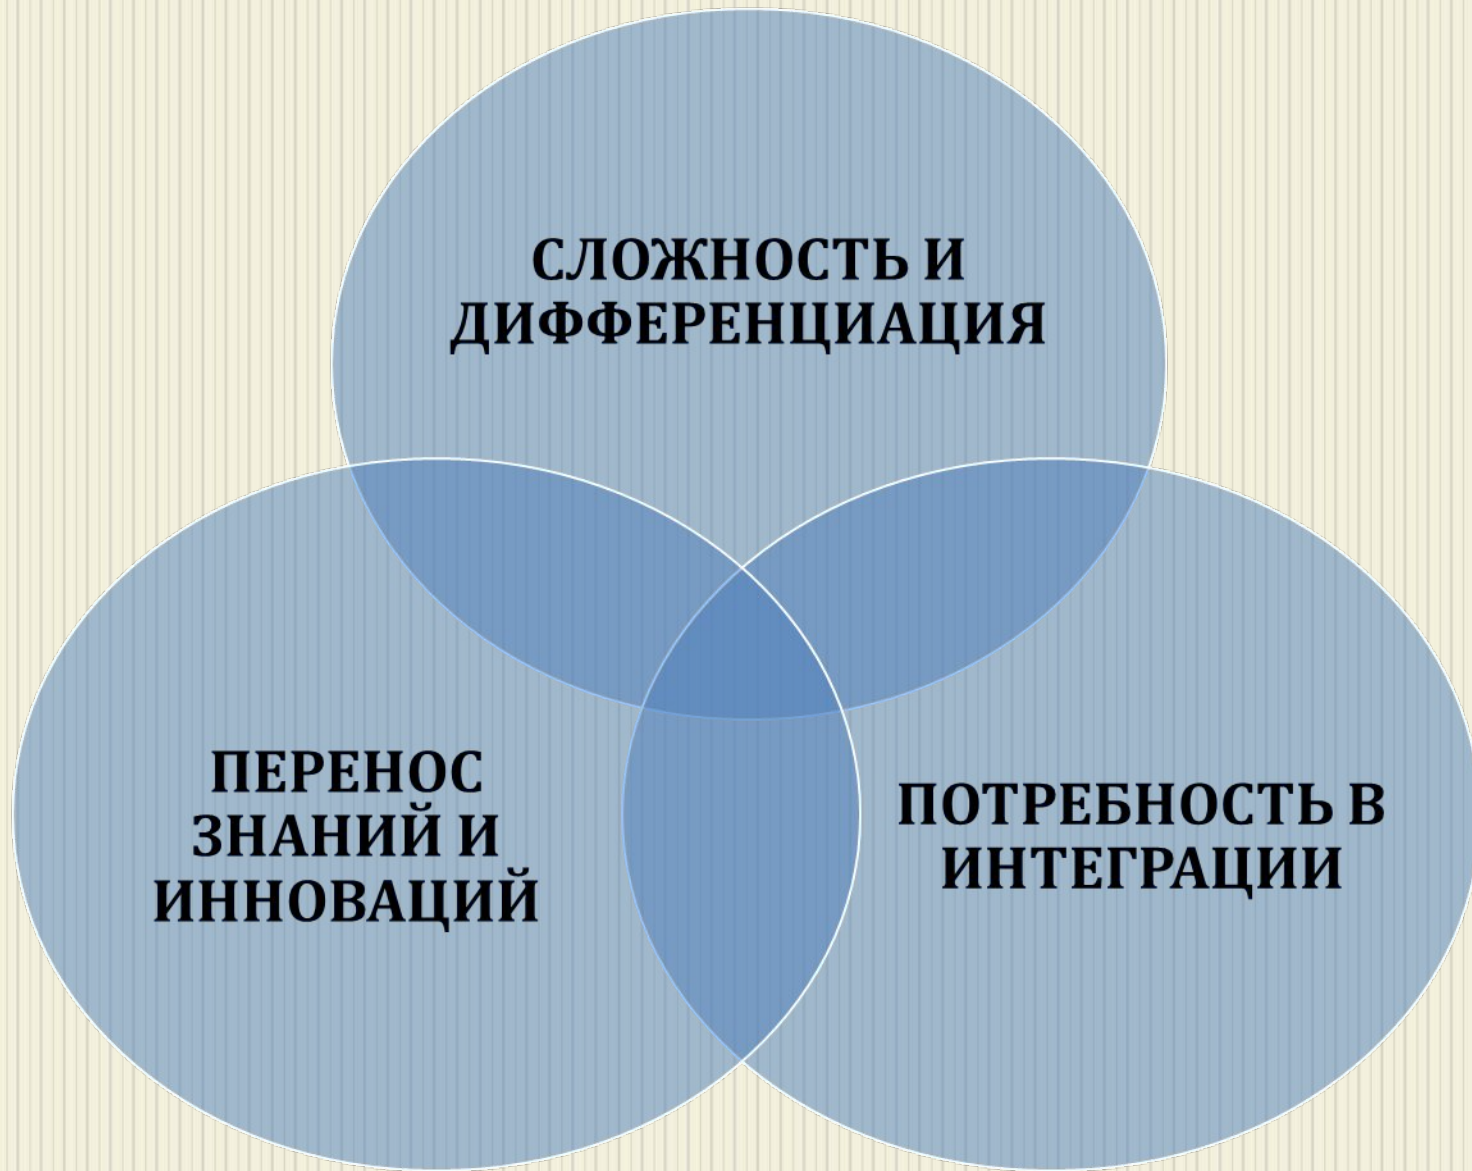 СЛОЖНОСТЬ И
ДИФФЕРЕНЦИАЦИЯ
ПЕРЕНОС
ЗНАНИЙ И
ИННОВАЦИЙ
ПОТРЕБНОСТЬ В
ИНТЕГРАЦИИ